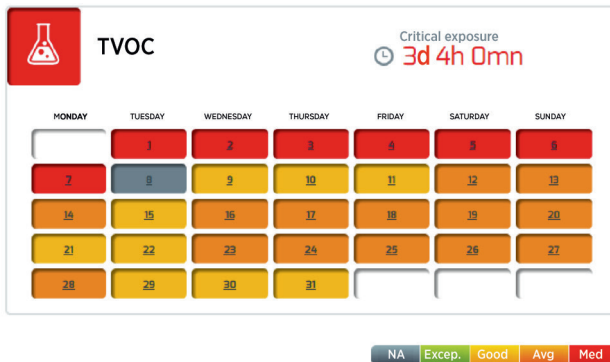 TVOC
Critical exposure
3d 4h 0mn
MONDAY TUESDAY WEDNESDAY THURSDAY FRIDAY SATURDAY SUNDAY
1 2 3 4 5 6
7 8 9 10 11 12 13
14 15 16 17 18 19 20
21 22 23 24 25 26 27
28 29 30 31
NA Excep. Good Avg Med